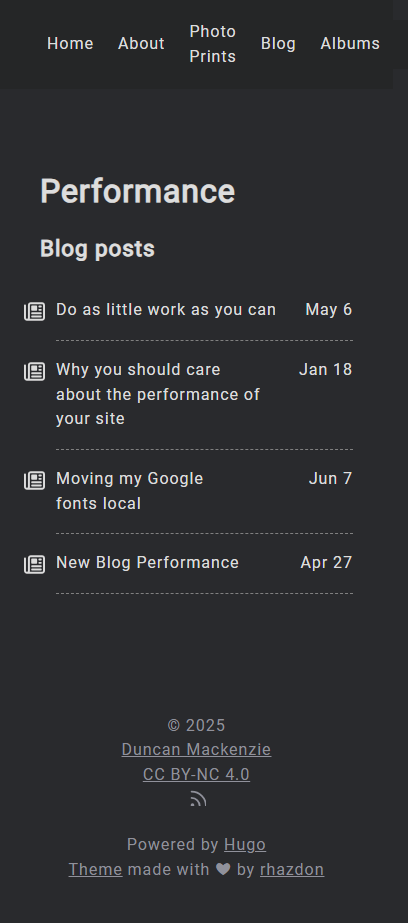 Home About Photo Prints Blog Albums
Performance
Blog posts
Do as little work as you can May 6
Why you should care Jan 18
about the performance of
your site
Moving my Google Jun 7
fonts local
New Blog Performance Apr 27
© 2025
Duncan Mackenzie
CC BY-NC 4.0
Powered by Hugo
Theme made with ♥ by rhazdon